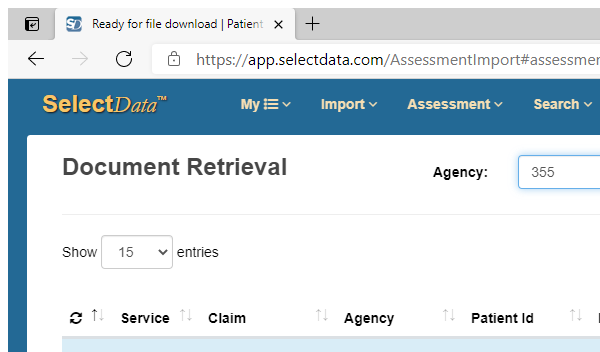 Ready for file download | Patient
https://app.selectdata.com/AssessmentImport#assessmen
SelectData™ My Import Assessment Search
Document Retrieval Agency: 355
Show 15 entries
Service Claim Agency Patient Id